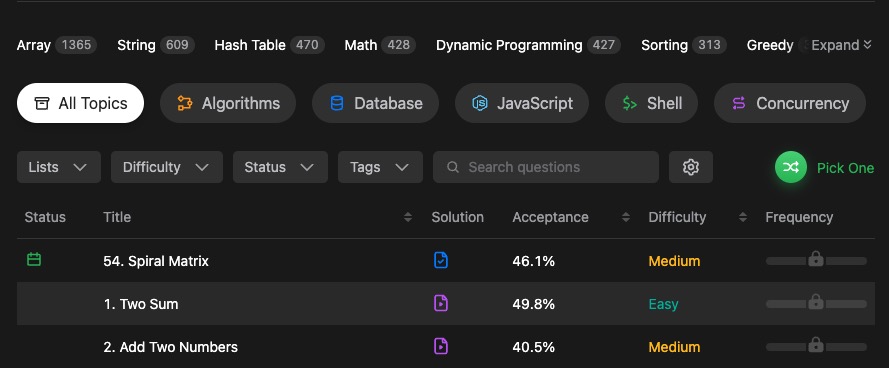 Array 1365 String 609 Hash Table 470 Math 428 Dynamic Programming 427 Sorting 313 Greedy Expand
All Topics Algorithms Database JavaScript Shell Concurrency
Lists Difficulty Status Tags Search questions Pick One
Status Title Solution Acceptance Difficulty Frequency
54. Spiral Matrix 46.1% Medium
1. Two Sum 49.8% Easy
2. Add Two Numbers 40.5% Medium